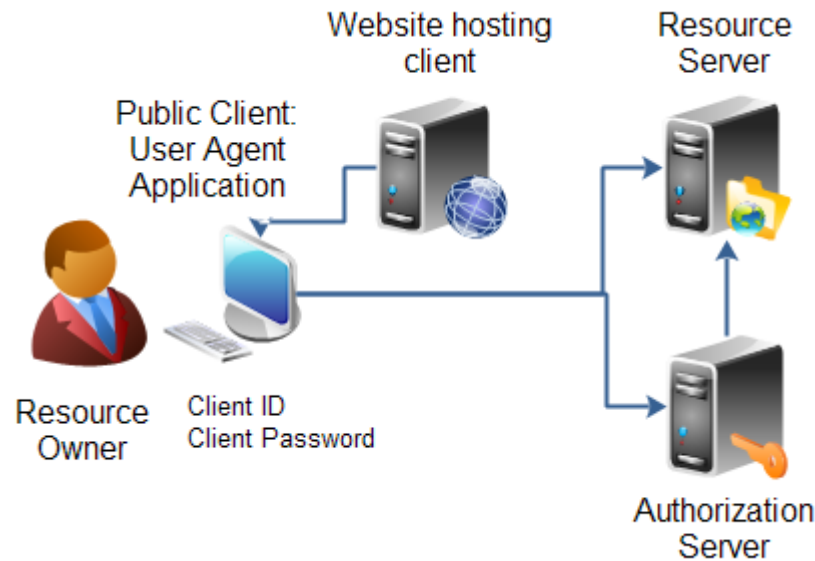 Website hosting
client
Resource
Server
Public Client:
User Agent
Application
Resource
Owner
Client ID
Client Password
Authorization
Server